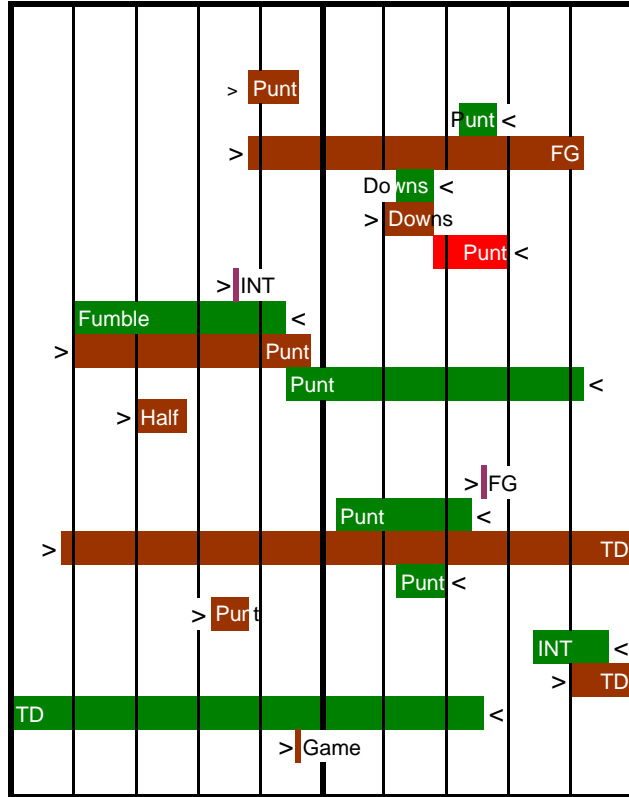 > Punt
Punt <
> FG
Downs <
> Downs
Punt <
> INT
Fumble <
> Punt
Punt <
> Half
> FG
Punt <
> TD
Punt <
> Punt
INT <
> TD
TD <
> Game